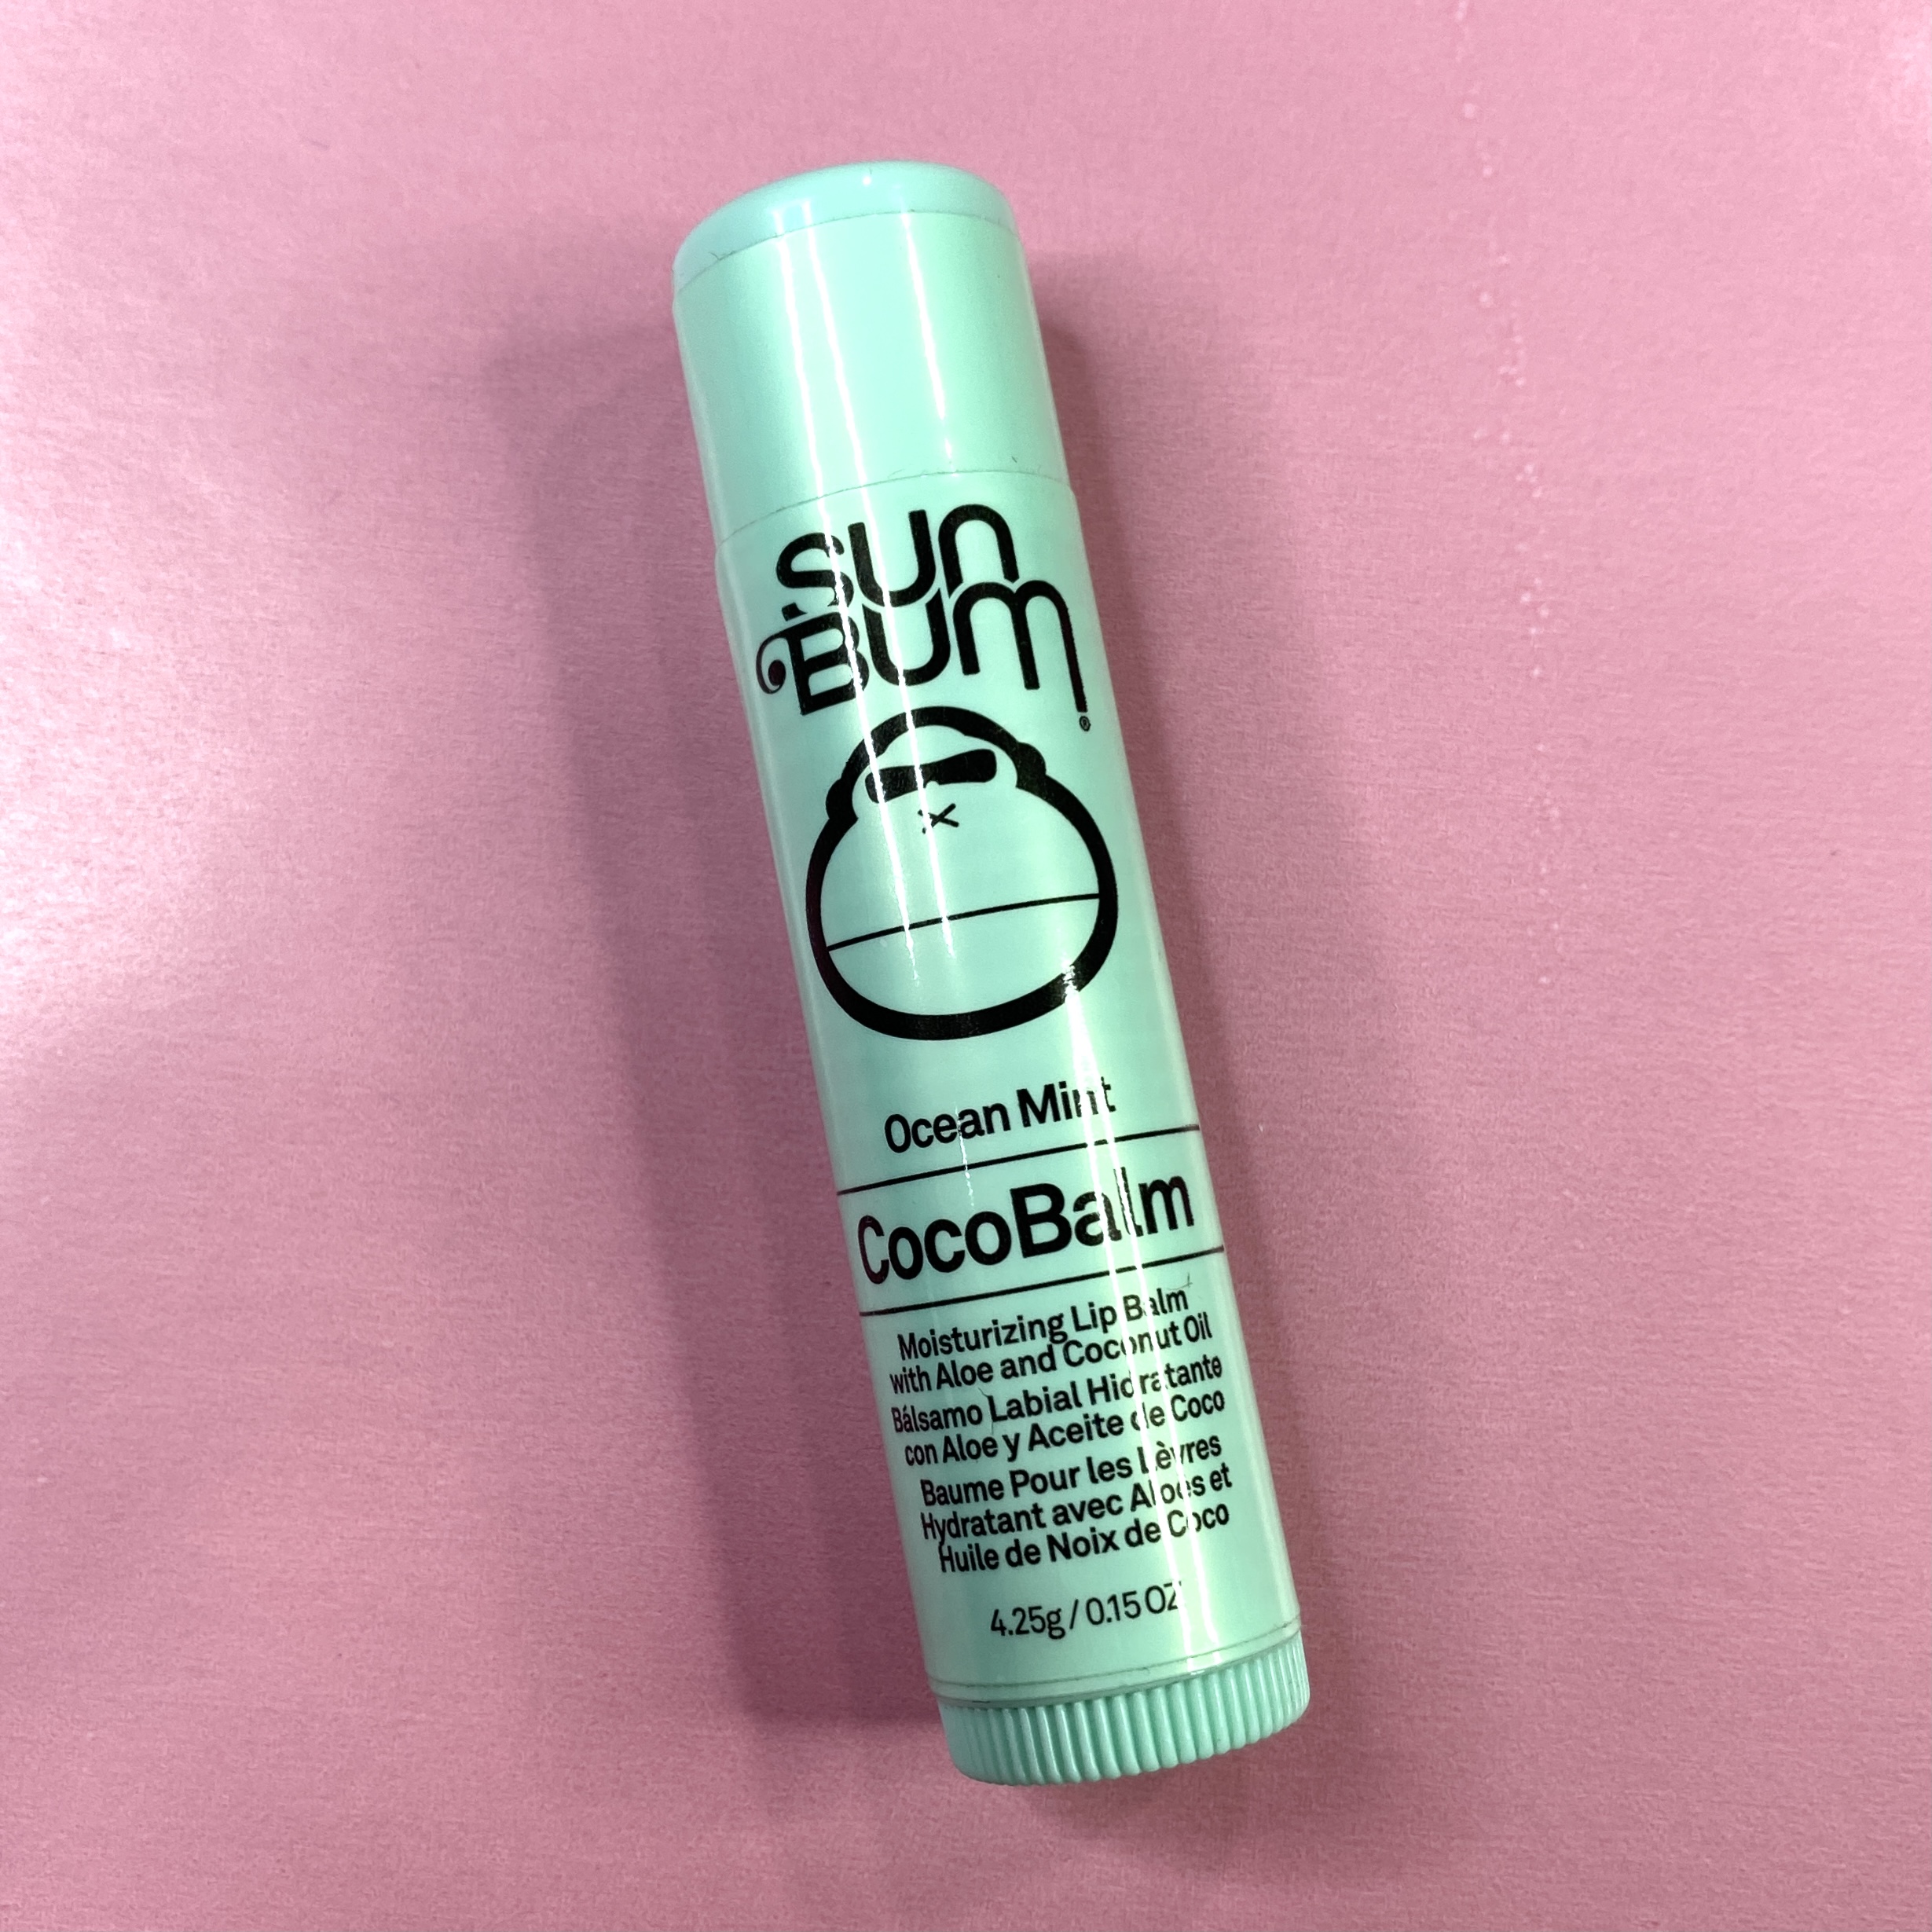 sun
BUM®
Ocean Mint
CocoBalm
Moisturizing Lip Balm
with Aloe and Coconut Oil
Bálsamo Labial Hidratante
con Aloe y Aceite de Coco
Baume Pour les Lèvres
Hydratant avec Aloès et
Huile de Noix de Coco
4.25g / 0.15 OZ